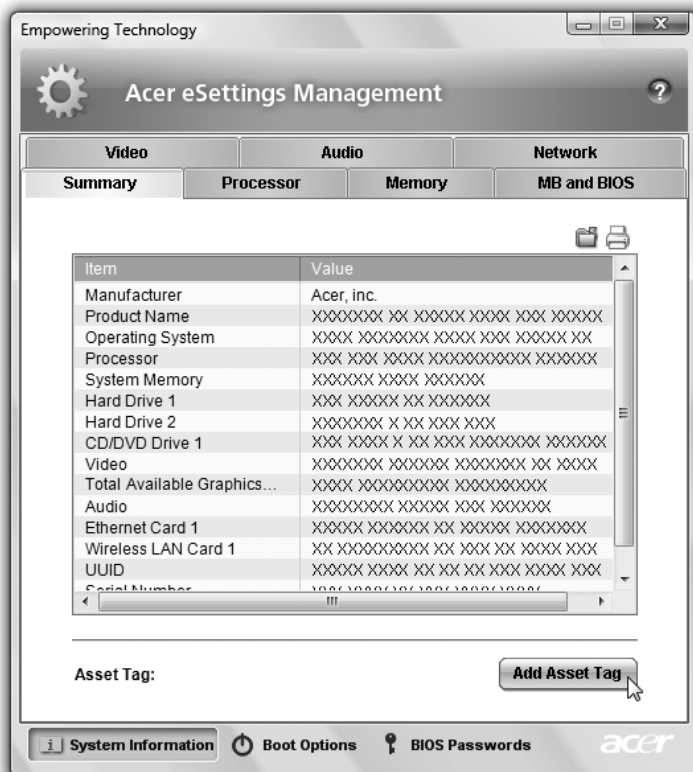 Empowering Technology
Acer eSettings Management
Video Audio Network
Summary Processor Memory MB and BIOS
Item Value
Manufacturer Acer, inc.
Product Name XXXXXXX XX XXXXX XXXX XXX XXXXX
Operating System XXXX XXXXXXX XXXX XXX XXXXX XX
Processor XXX XXX XXXX XXXXXXXXXX XXXXXX
System Memory XXXXXX XXXX XXXXXX
Hard Drive 1 XXX XXXXX XX XXXXXX
Hard Drive 2 XXXXXXX X XX XXX XXX
CD/DVD Drive 1 XXX XXXX X XX XXX XXXXXXX XXXXXX
Video XXXXXXX XXXXXXX XXXXXXX XX XXXX
Total Available Graphics... XXXX XXXXXXXXX XXXXXXXXX
Audio XXXXXXXX XXXXX XXX XXXXXX
Ethernet Card 1 XXXXX XXXXXX XX XXXXX XXXXXXX
Wireless LAN Card 1 XX XXXXXXXXX XX XXX XX XXXX XXX
UUID XXXXX XXXX XX XX XX XXX XXXX XXX
Serial Number
Asset Tag: Add Asset Tag
System Information Boot Options BIOS Passwords acer